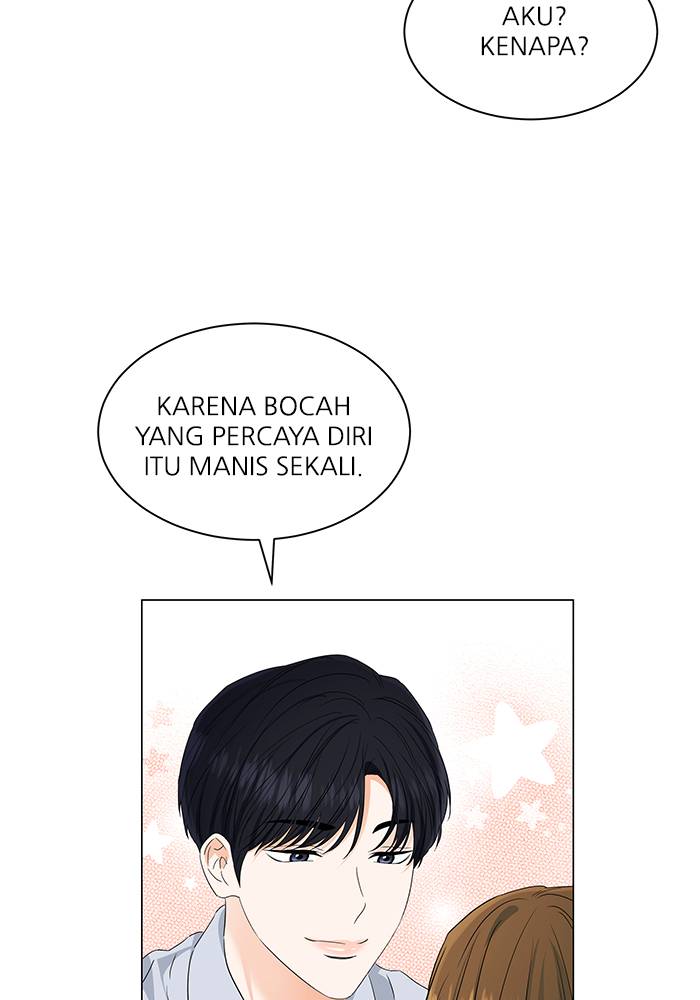 AKU?
KENAPA?
KARENA BOCAH
YANG PERCAYA DIRI
ITU MANIS SEKALI.